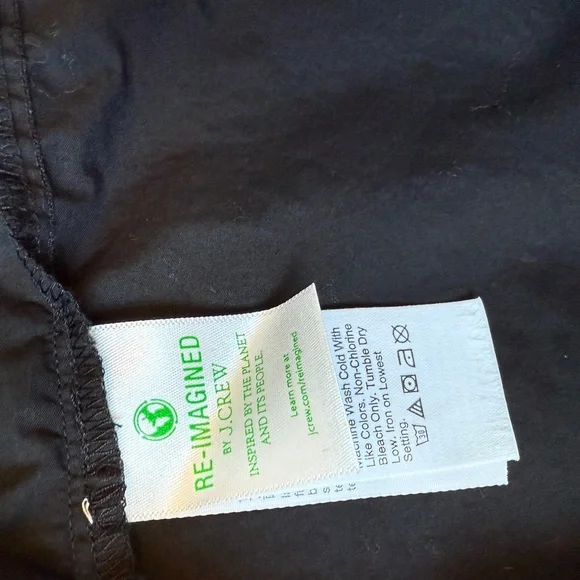 RE-IMAGINED
BY J.CREW
INSPIRED BY THE PLANET
AND ITS PEOPLE.
Learn more at
jcrew.com/reimagined
Machine Wash Cold With
Like Colors. Non-Chlorine
Bleach Only. Tumble Dry
Low. Iron on Lowest
Setting.
30